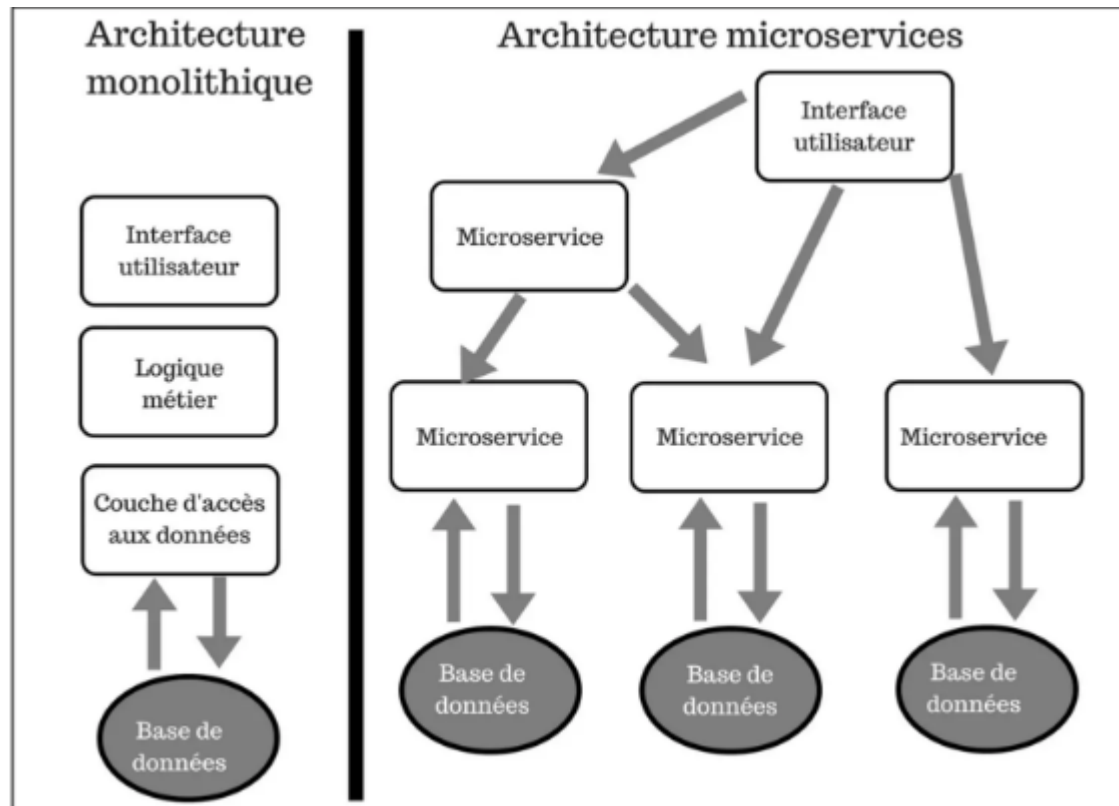 Architecture
monolithique
Interface
utilisateur
Logique
métier
Couche d'accès
aux données
Base de
données
Architecture microservices
Interface
utilisateur
Microservice
Microservice
Microservice
Microservice
Base de
données
Base de
données
Base de
données